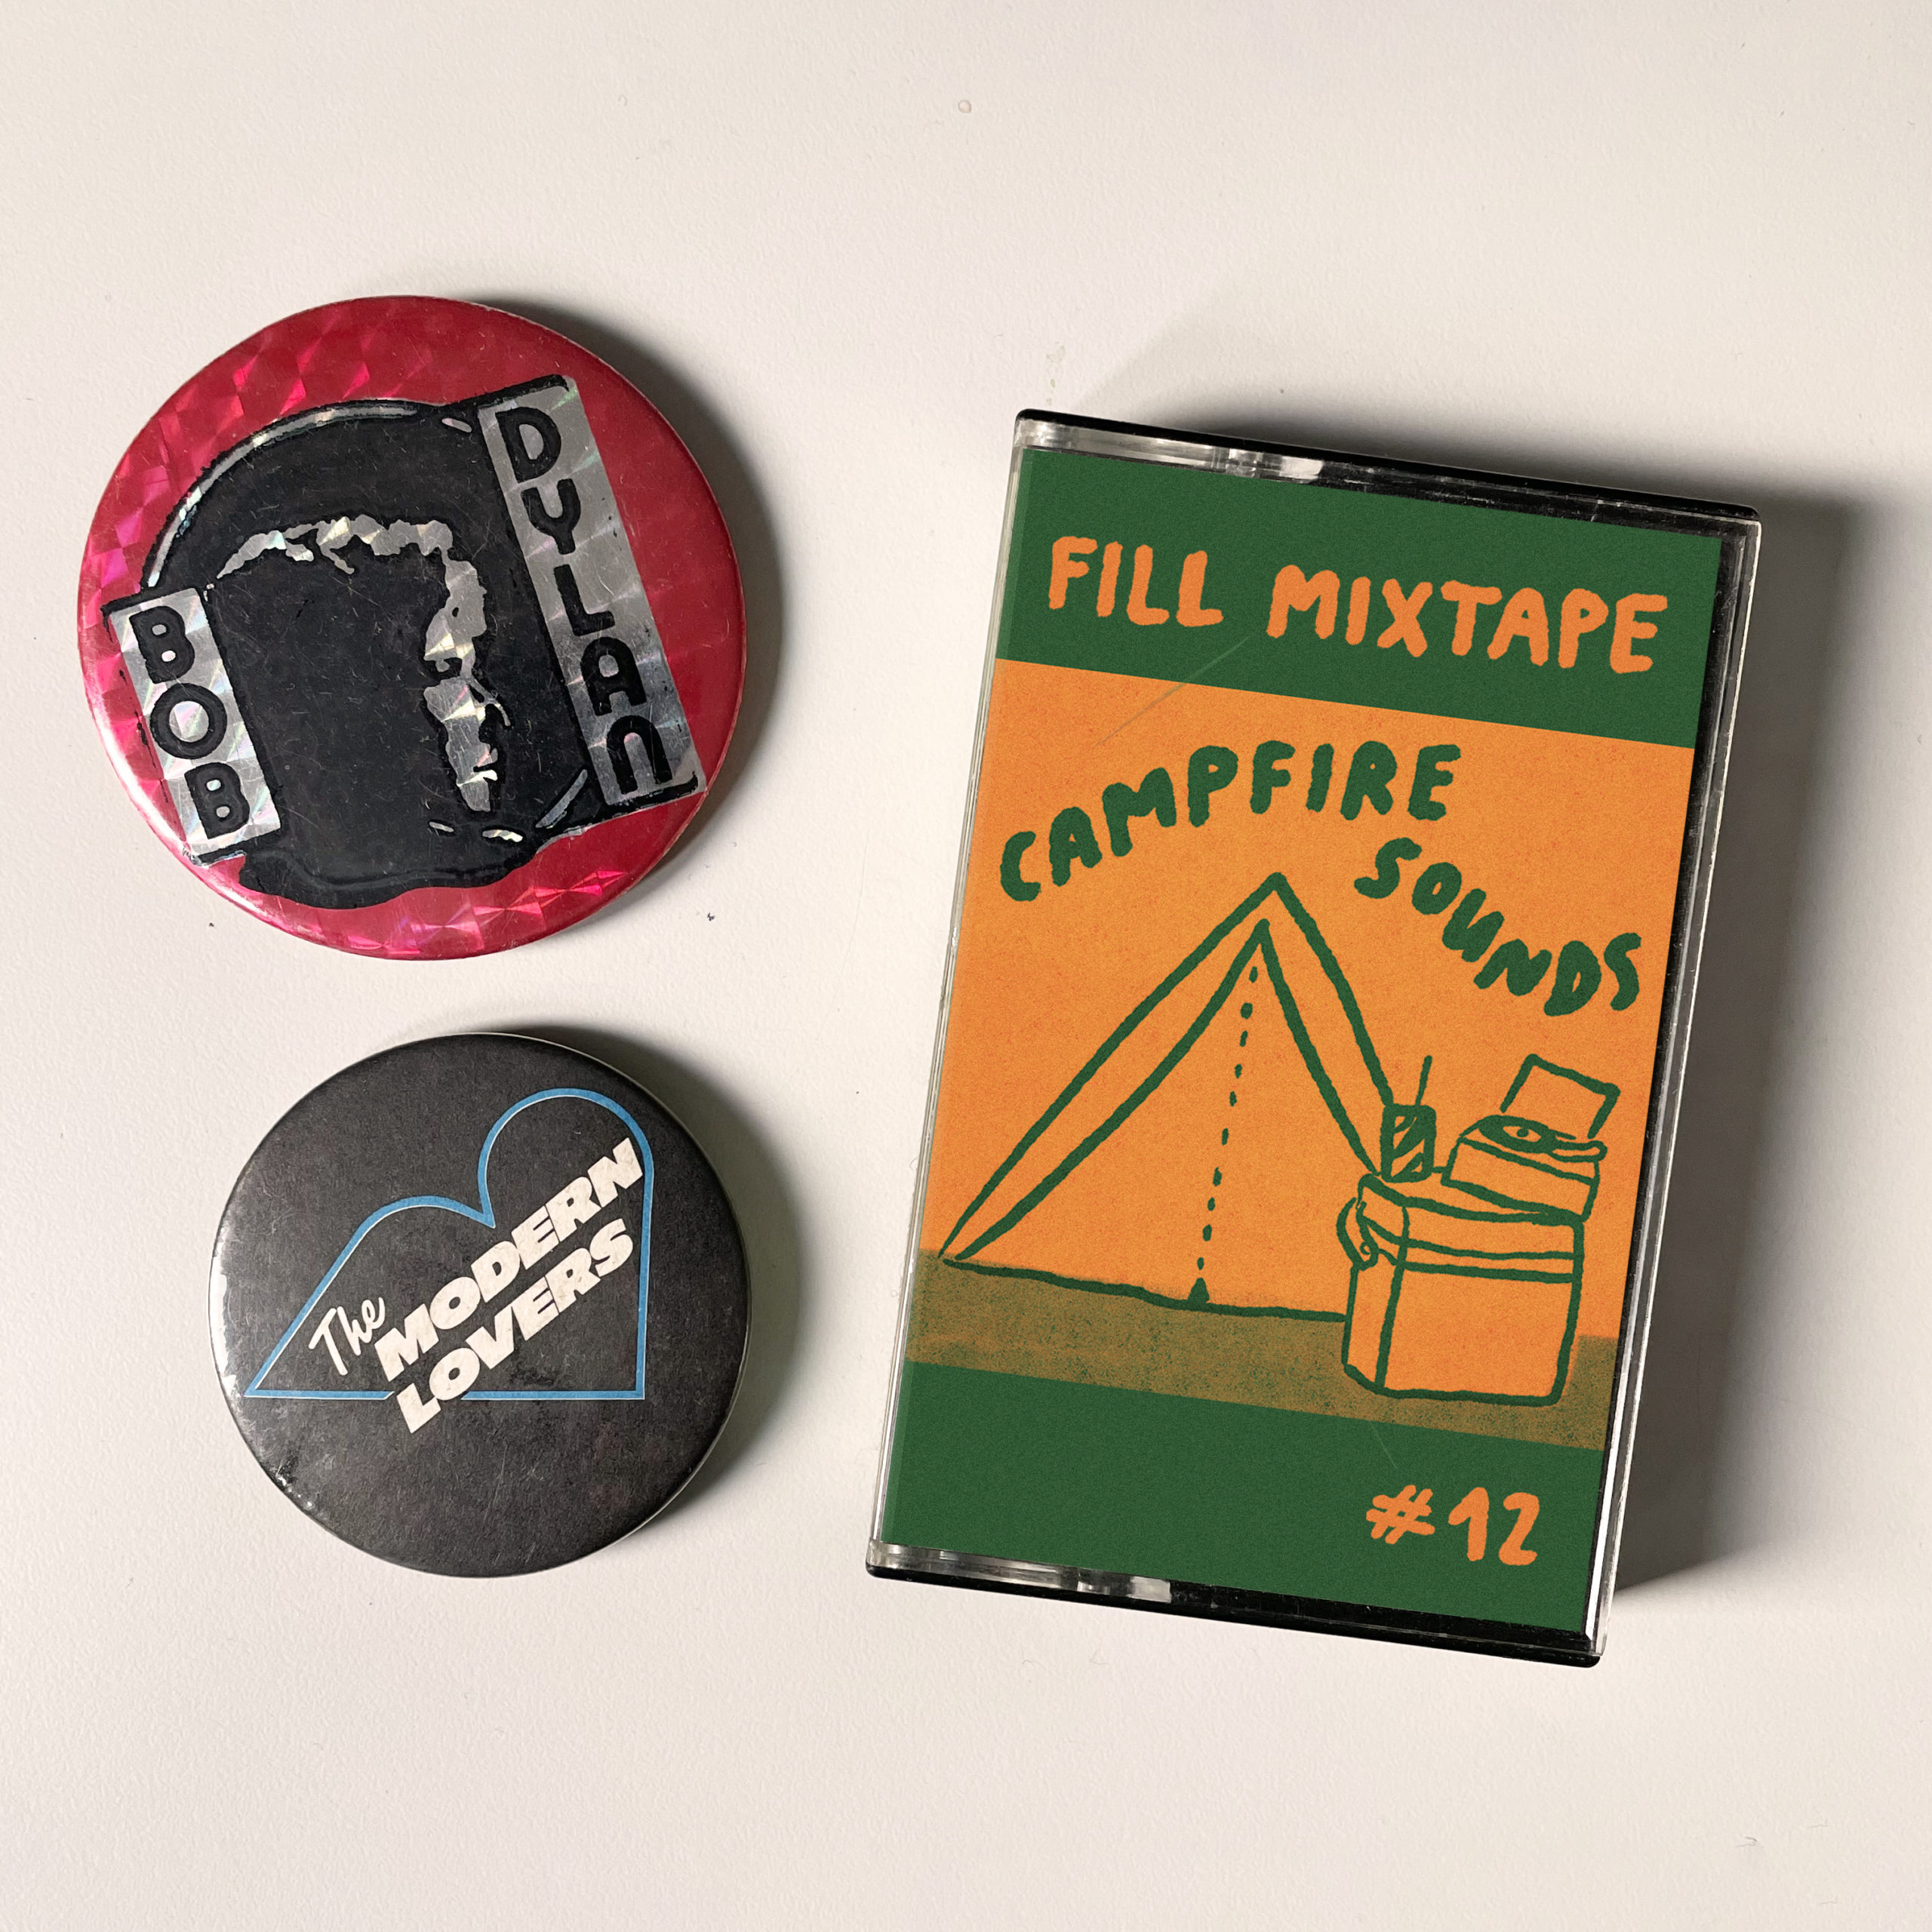 BOB
DYLAN
The
MODERN
LOVERS
FILL MIXTAPE
CAMPFIRE
SOUNDS
#12